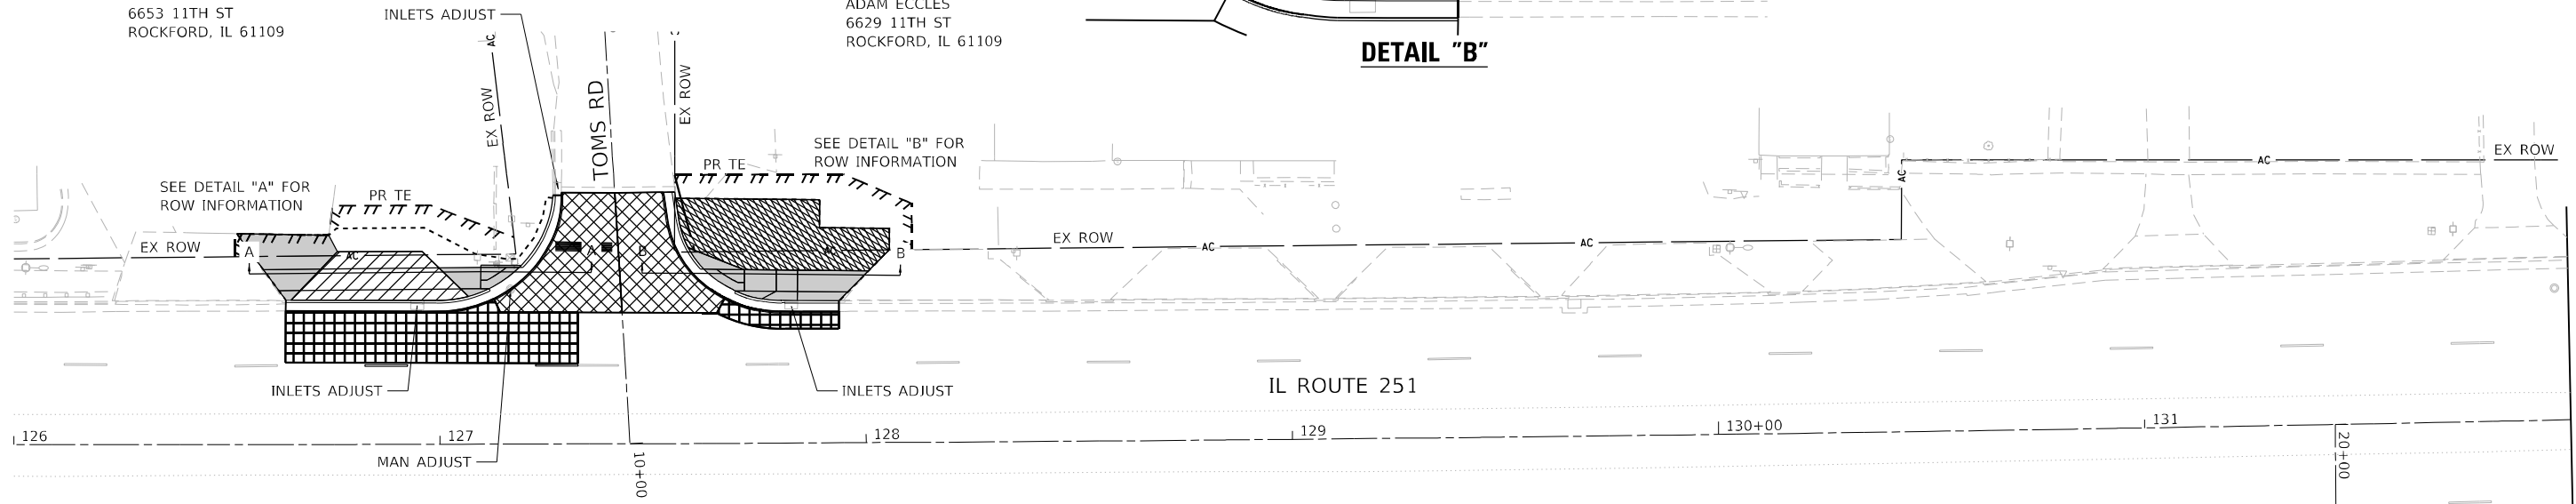 6653 11TH ST
ROCKFORD, IL 61109
INLETS ADJUST
ADAM ECCLES
6629 11TH ST
ROCKFORD, IL 61109
DETAIL "B"
AC
EX ROW
TOMS RD
EX ROW
SEE DETAIL "A" FOR
ROW INFORMATION
PR TE
PR TE
SEE DETAIL "B" FOR
ROW INFORMATION
EX ROW
A
AC
A
B
AC
B
EX ROW
AC
AC
AC
AC
EX ROW
INLETS ADJUST
INLETS ADJUST
IL ROUTE 251
126
127
128
129
130+00
131
MAN ADJUST
10+00
20+00